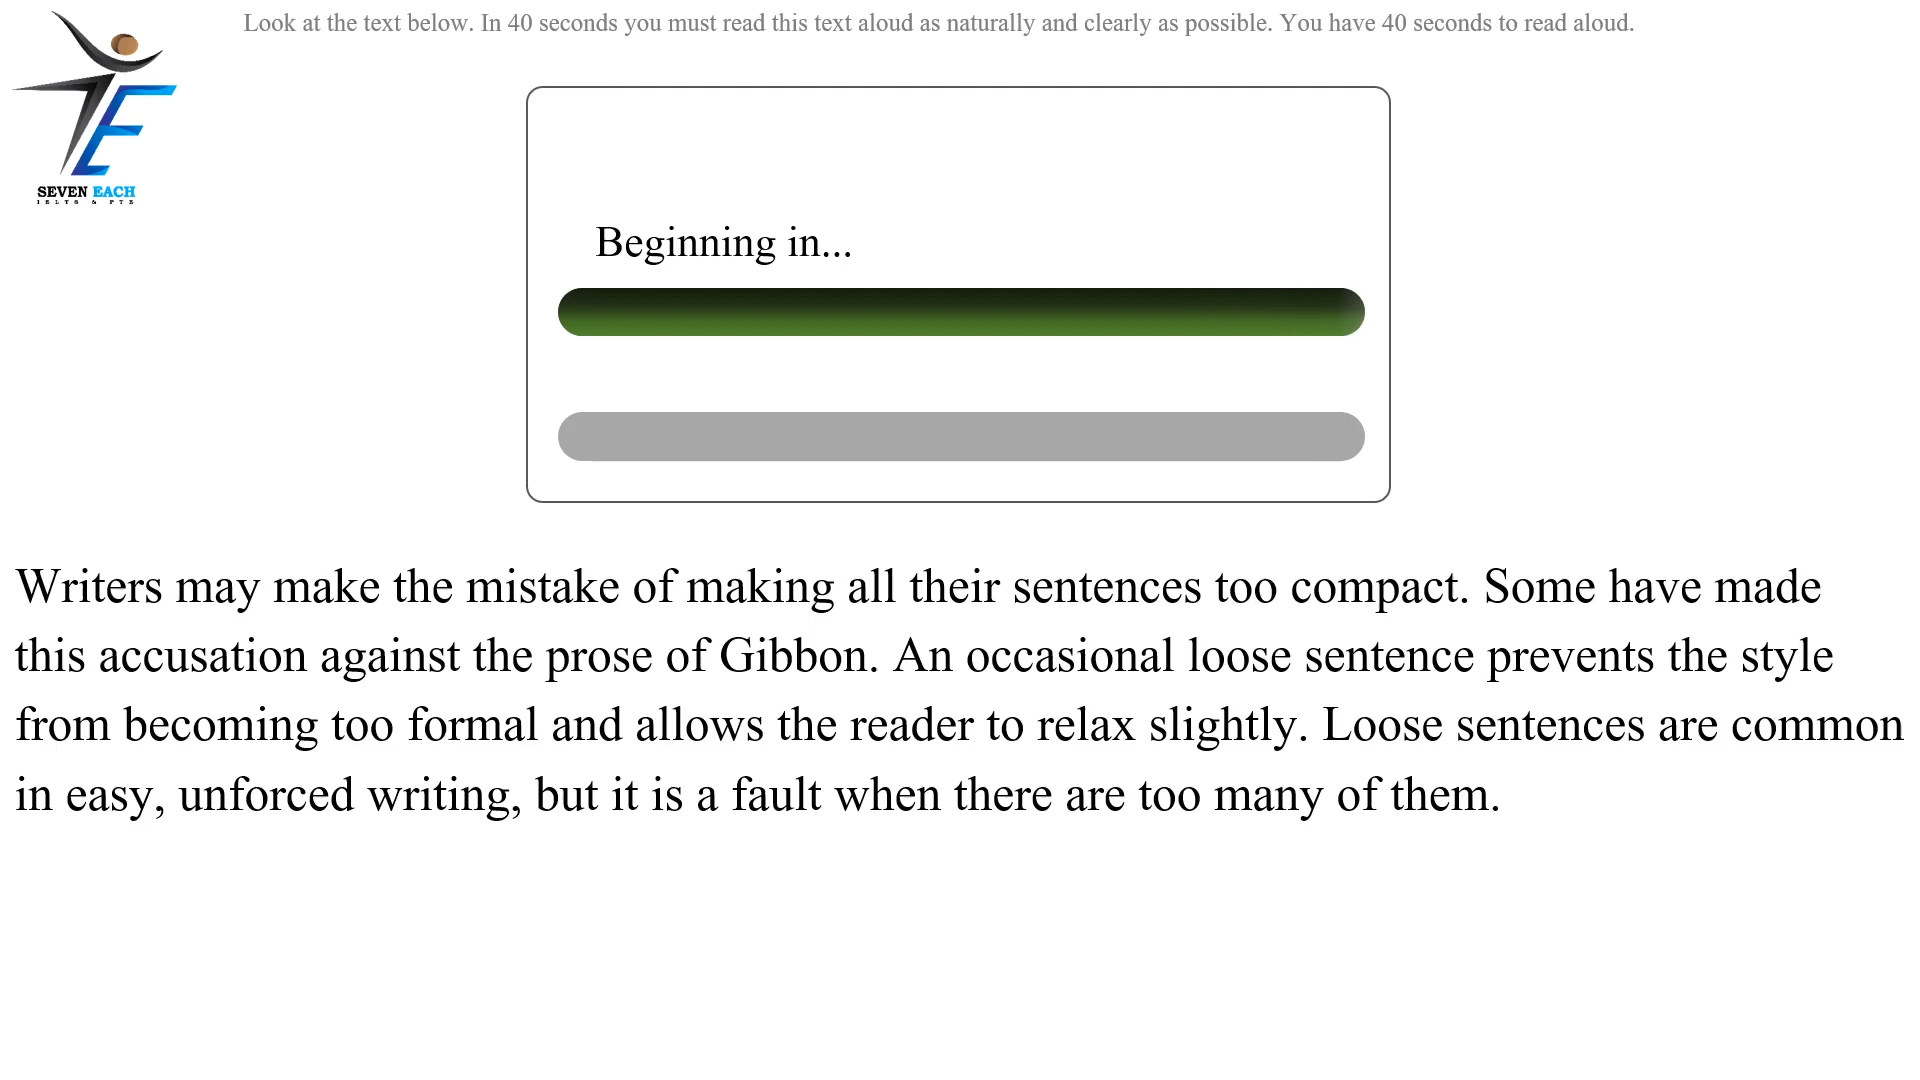 Look at the text below. In 40 seconds you must read this text aloud as naturally and clearly as possible. You have 40 seconds to read aloud.
SEVEN EACH
IELTS & PTE
Beginning in...
Writers may make the mistake of making all their sentences too compact. Some have made
this accusation against the prose of Gibbon. An occasional loose sentence prevents the style
from becoming too formal and allows the reader to relax slightly. Loose sentences are common
in easy, unforced writing, but it is a fault when there are too many of them.